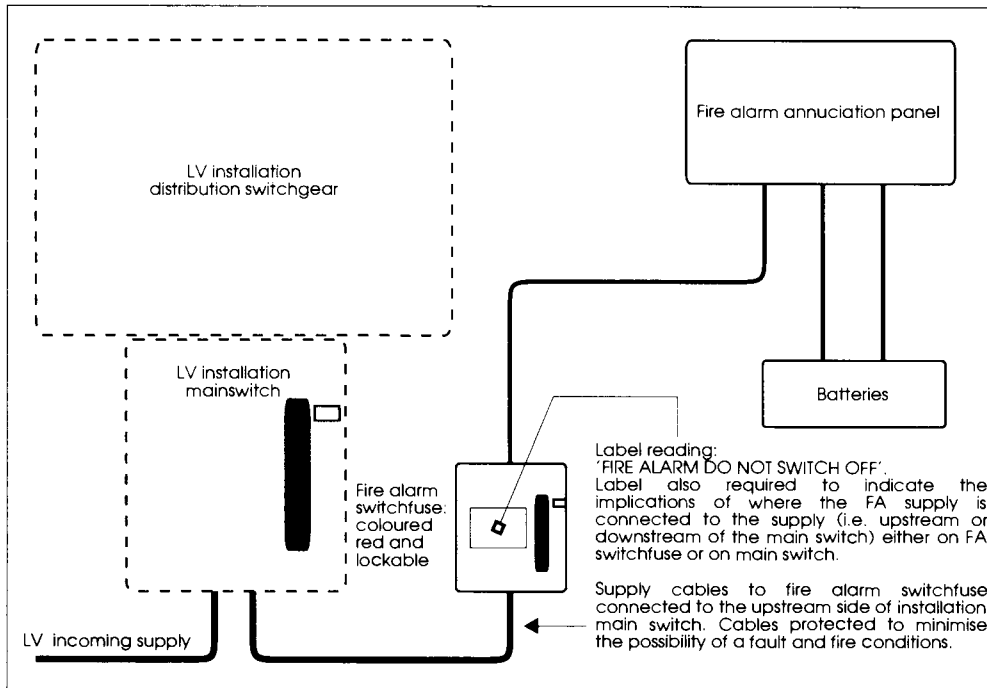 LV installation
distribution switchgear
Fire alarm annuciation panel
LV installation
mainswitch
Batteries
Fire alarm
switchfuse:
coloured
red and
lockable
Label reading:
'FIRE ALARM DO NOT SWITCH OFF'.
Label also required to indicate the
implications of where the FA supply is
connected to the supply (i.e. upstream or
downstream of the main switch) either on FA
switchfuse or on main switch.
Supply cables to fire alarm switchfuse
connected to the upstream side of installation
main switch. Cables protected to minimise
the possibility of a fault and fire conditions.
LV incoming supply